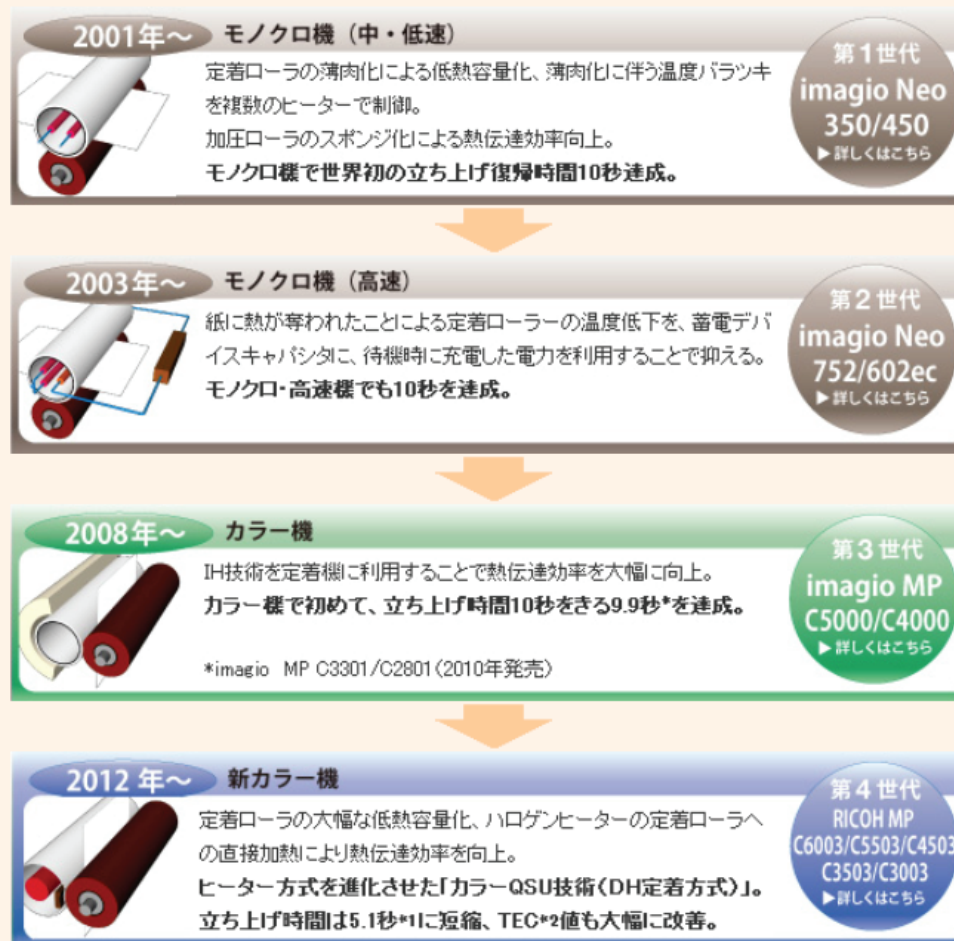 2001年～ モノクロ機（中・低速）
定着ローラの薄肉化による低熱容量化、薄肉化に伴う温度バラツキ
を複数のヒーターで制御。
加圧ローラのスポンジ化による熱伝達効率向上。
モノクロ機で世界初の立ち上げ復帰時間10秒達成。
第1世代
imagio Neo
350/450
▶詳しくはこちら
2003年～ モノクロ機（高速）
紙に熱が奪われたことによる定着ローラーの温度低下を、蓄電デバ
イスキャパシタに、待機時に充電した電力を利用することで抑える。
モノクロ・高速機でも10秒を達成。
第2世代
imagio Neo
752/602ec
▶詳しくはこちら
2008年～ カラー機
IH技術を定着機に利用することで熱伝達効率を大幅に向上。
カラー機で初めて、立ち上げ時間10秒をきる9.9秒*を達成。
*imagio MP C3301/C2801(2010年発売)
第3世代
imagio MP
C5000/C4000
▶詳しくはこちら
2012年～ 新カラー機
定着ローラの大幅な低熱容量化、ハロゲンヒーターの定着ローラへ
の直接加熱により熱伝達効率を向上。
ヒーター方式を進化させた「カラーQSU技術(DH定着方式)」。
立ち上げ時間は5.1秒*1に短縮、TEC*2値も大幅に改善。
第4世代
RICOH MP
C6003/C5503/C4503
C3503/C3003
▶詳しくはこちら